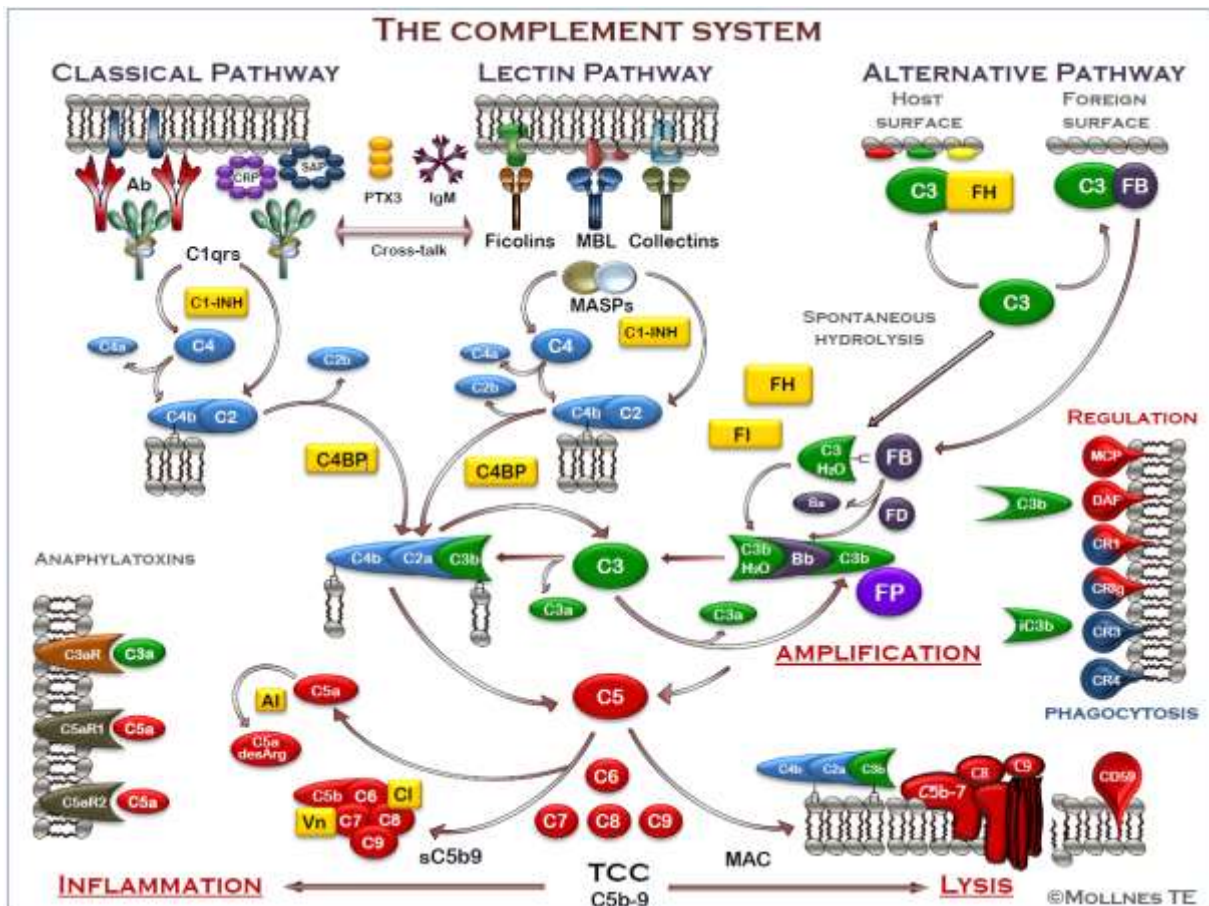 THE COMPLEMENT SYSTEM
CLASSICAL PATHWAY
LECTIN PATHWAY
ALTERNATIVE PATHWAY
HOST
SURFACE
FOREIGN
SURFACE
Ab
CRP
SAP
PTX3
IgM
Cross-talk
Ficolins
MBL
Collectins
C3
FH
C3
FB
C1qrs
MASPs
C1-INH
C1-INH
C3
SPONTANEOUS
HYDROLYSIS
C4a
C4
C2b
C4a
C4
C2b
C4b
C2
C4b
C2
FH
FI
C4BP
C4BP
C3
H₂O
FB
Ba
FD
REGULATION
MCP
C3b
DAF
CR1
CRIg
iC3b
CR3
CR4
PHAGOCYTOSIS
C4b
C2a
C3b
C3
C3b
H₂O
Bb
C3b
FP
C3a
C3a
AMPLIFICATION
ANAPHYLATOXINS
C3aR
C3a
C5aR1
C5a
C5aR2
C5a
AI
C5a
C5a
desArg
C5
C5b
C6
CI
Vn
C7
C8
C9
sC5b9
C6
C7
C8
C9
MAC
C4b
C2a
C3b
C5b-7
C8
C9
CD59
TCC
C5b-9
INFLAMMATION
LYSIS
©MOLLNES TE